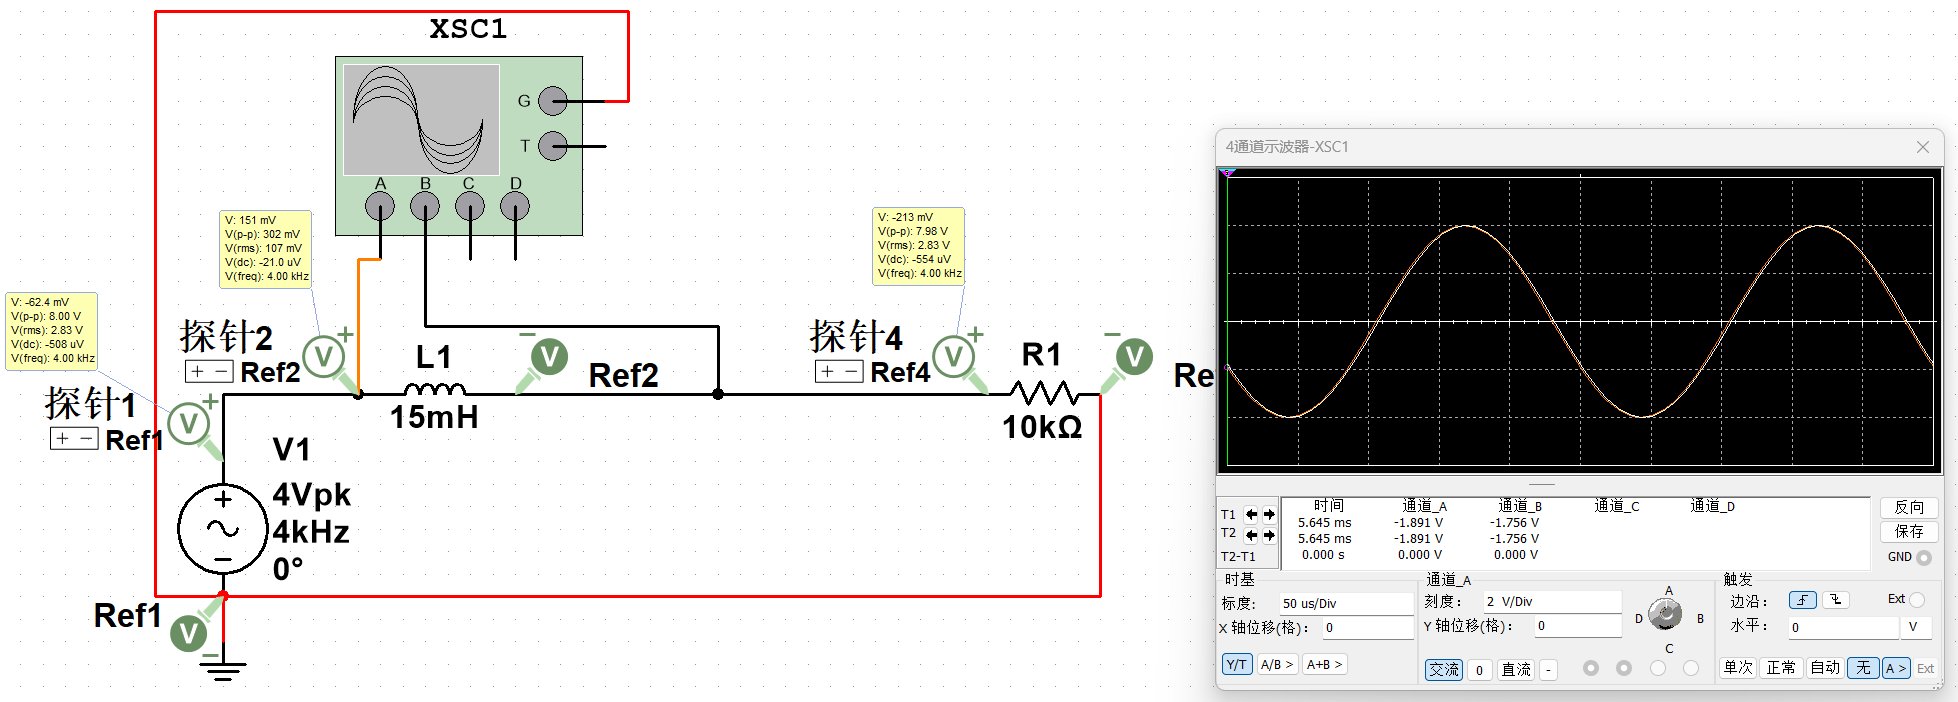 XSC1
G
T
A B C D
V: 151 mV
V(p-p): 302 mV
V(rms): 107 mV
V(dc): -21.0 uV
V(freq): 4.00 kHz
V: -213 mV
V(p-p): 7.98 V
V(rms): 2.83 V
V(dc): -554 uV
V(freq): 4.00 kHz
V: -62.4 mV
V(p-p): 8.00 V
V(rms): 2.83 V
V(dc): -508 uV
V(freq): 4.00 kHz
探针2
+ - Ref2
V +
L1
15mH
- V
Ref2
探针4
+ - Ref4
V +
R1
10kΩ
- V
Re
探针1
+ - Ref1
V +
V1
4Vpk
4kHz
0°
Ref1
V -
4通道示波器-XSC1
时间 通道_A 通道_B 通道_C 通道_D
T1 5.645 ms -1.891 V -1.756 V
T2 5.645 ms -1.891 V -1.756 V
T2-T1 0.000 s 0.000 V 0.000 V
反向
保存
GND
时基
标度: 50 us/Div
X 轴位移(格): 0
Y/T A/B > A+B >
通道_A
刻度: 2 V/Div
Y 轴位移(格): 0
交流 0 直流 -
A
D B
C
触发
边沿: Ext
水平: 0 V
单次 正常 自动 无 A > Ext